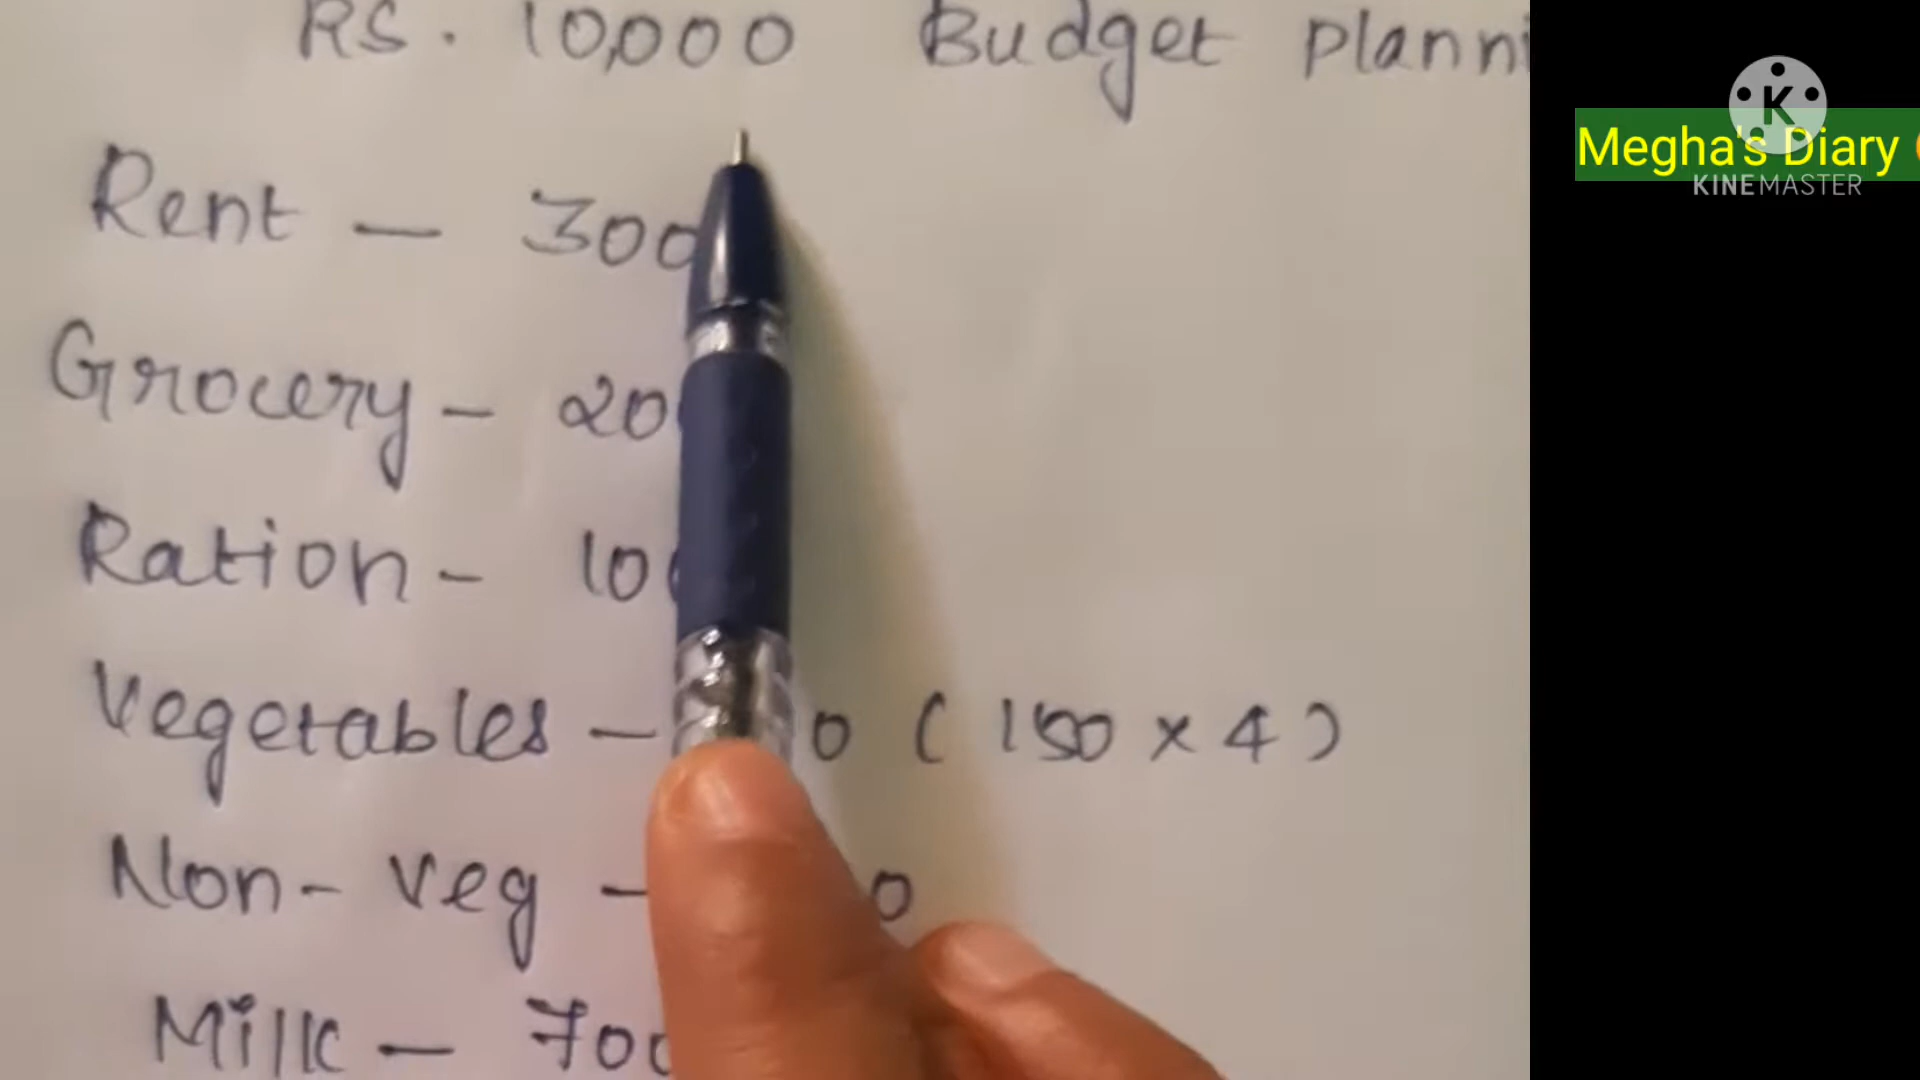 RS. 10,000 Budget planni
Rent — 300
Grocery - 20
Ration - 10
Vegetables — 0 (150 x 4)
Non-veg - 0
Milk — 700
Megha's Diary
K
KINEMASTER